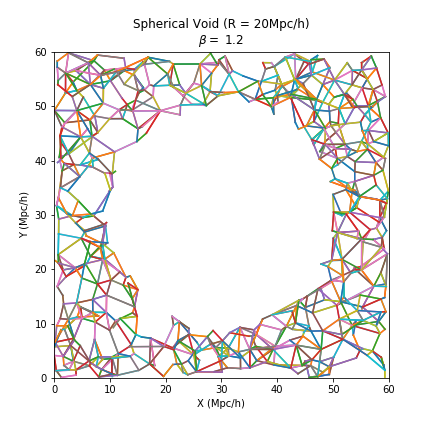 Spherical Void (R = 20Mpc/h)
β = 1.2
Y (Mpc/h)
60
50
40
30
20
10
0
0 10 20 30 40 50 60
X (Mpc/h)